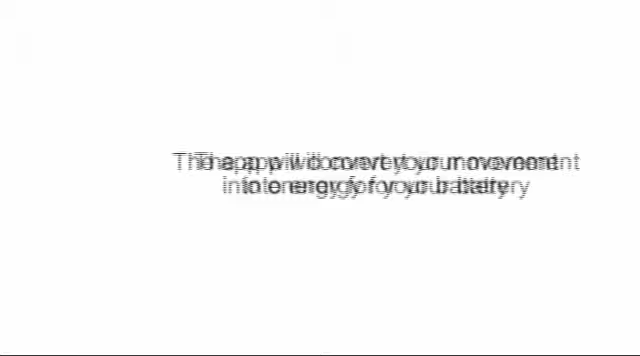 The app will convert your movement
into energy for your battery